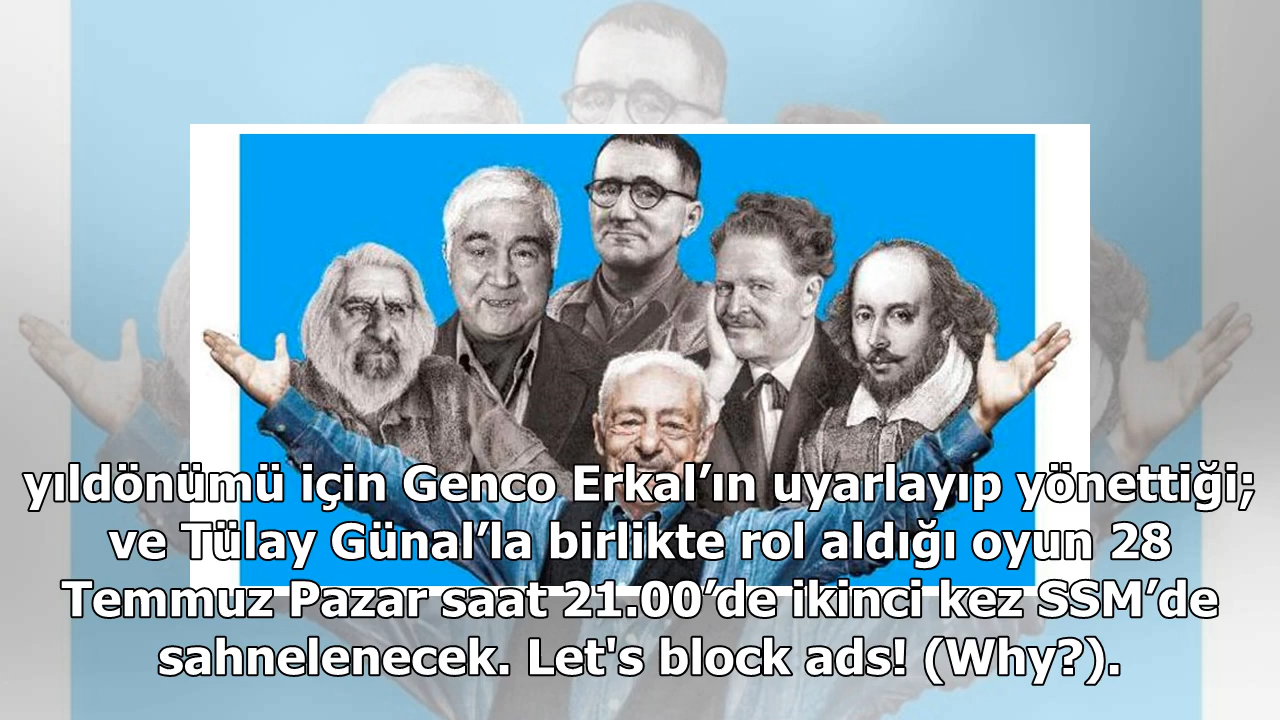 yıldönümü için Genco Erkal’ın uyarlayıp yönettiği;
ve Tülay Günal’la birlikte rol aldığı oyun 28
Temmuz Pazar saat 21.00’de ikinci kez SSM’de
sahnelenecek. Let's block ads! (Why?).